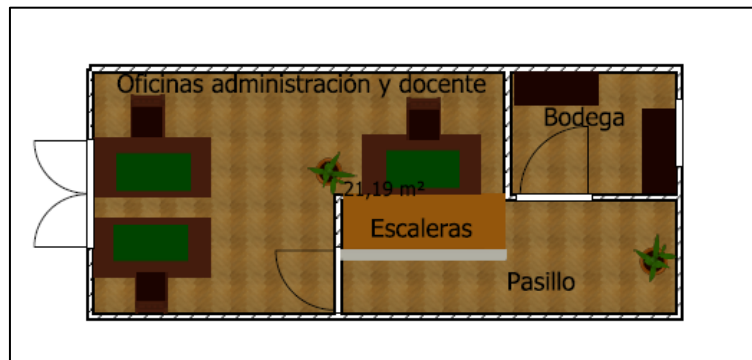 Oficinas administración y docente
Bodega
21,19 m²
Escaleras
Pasillo